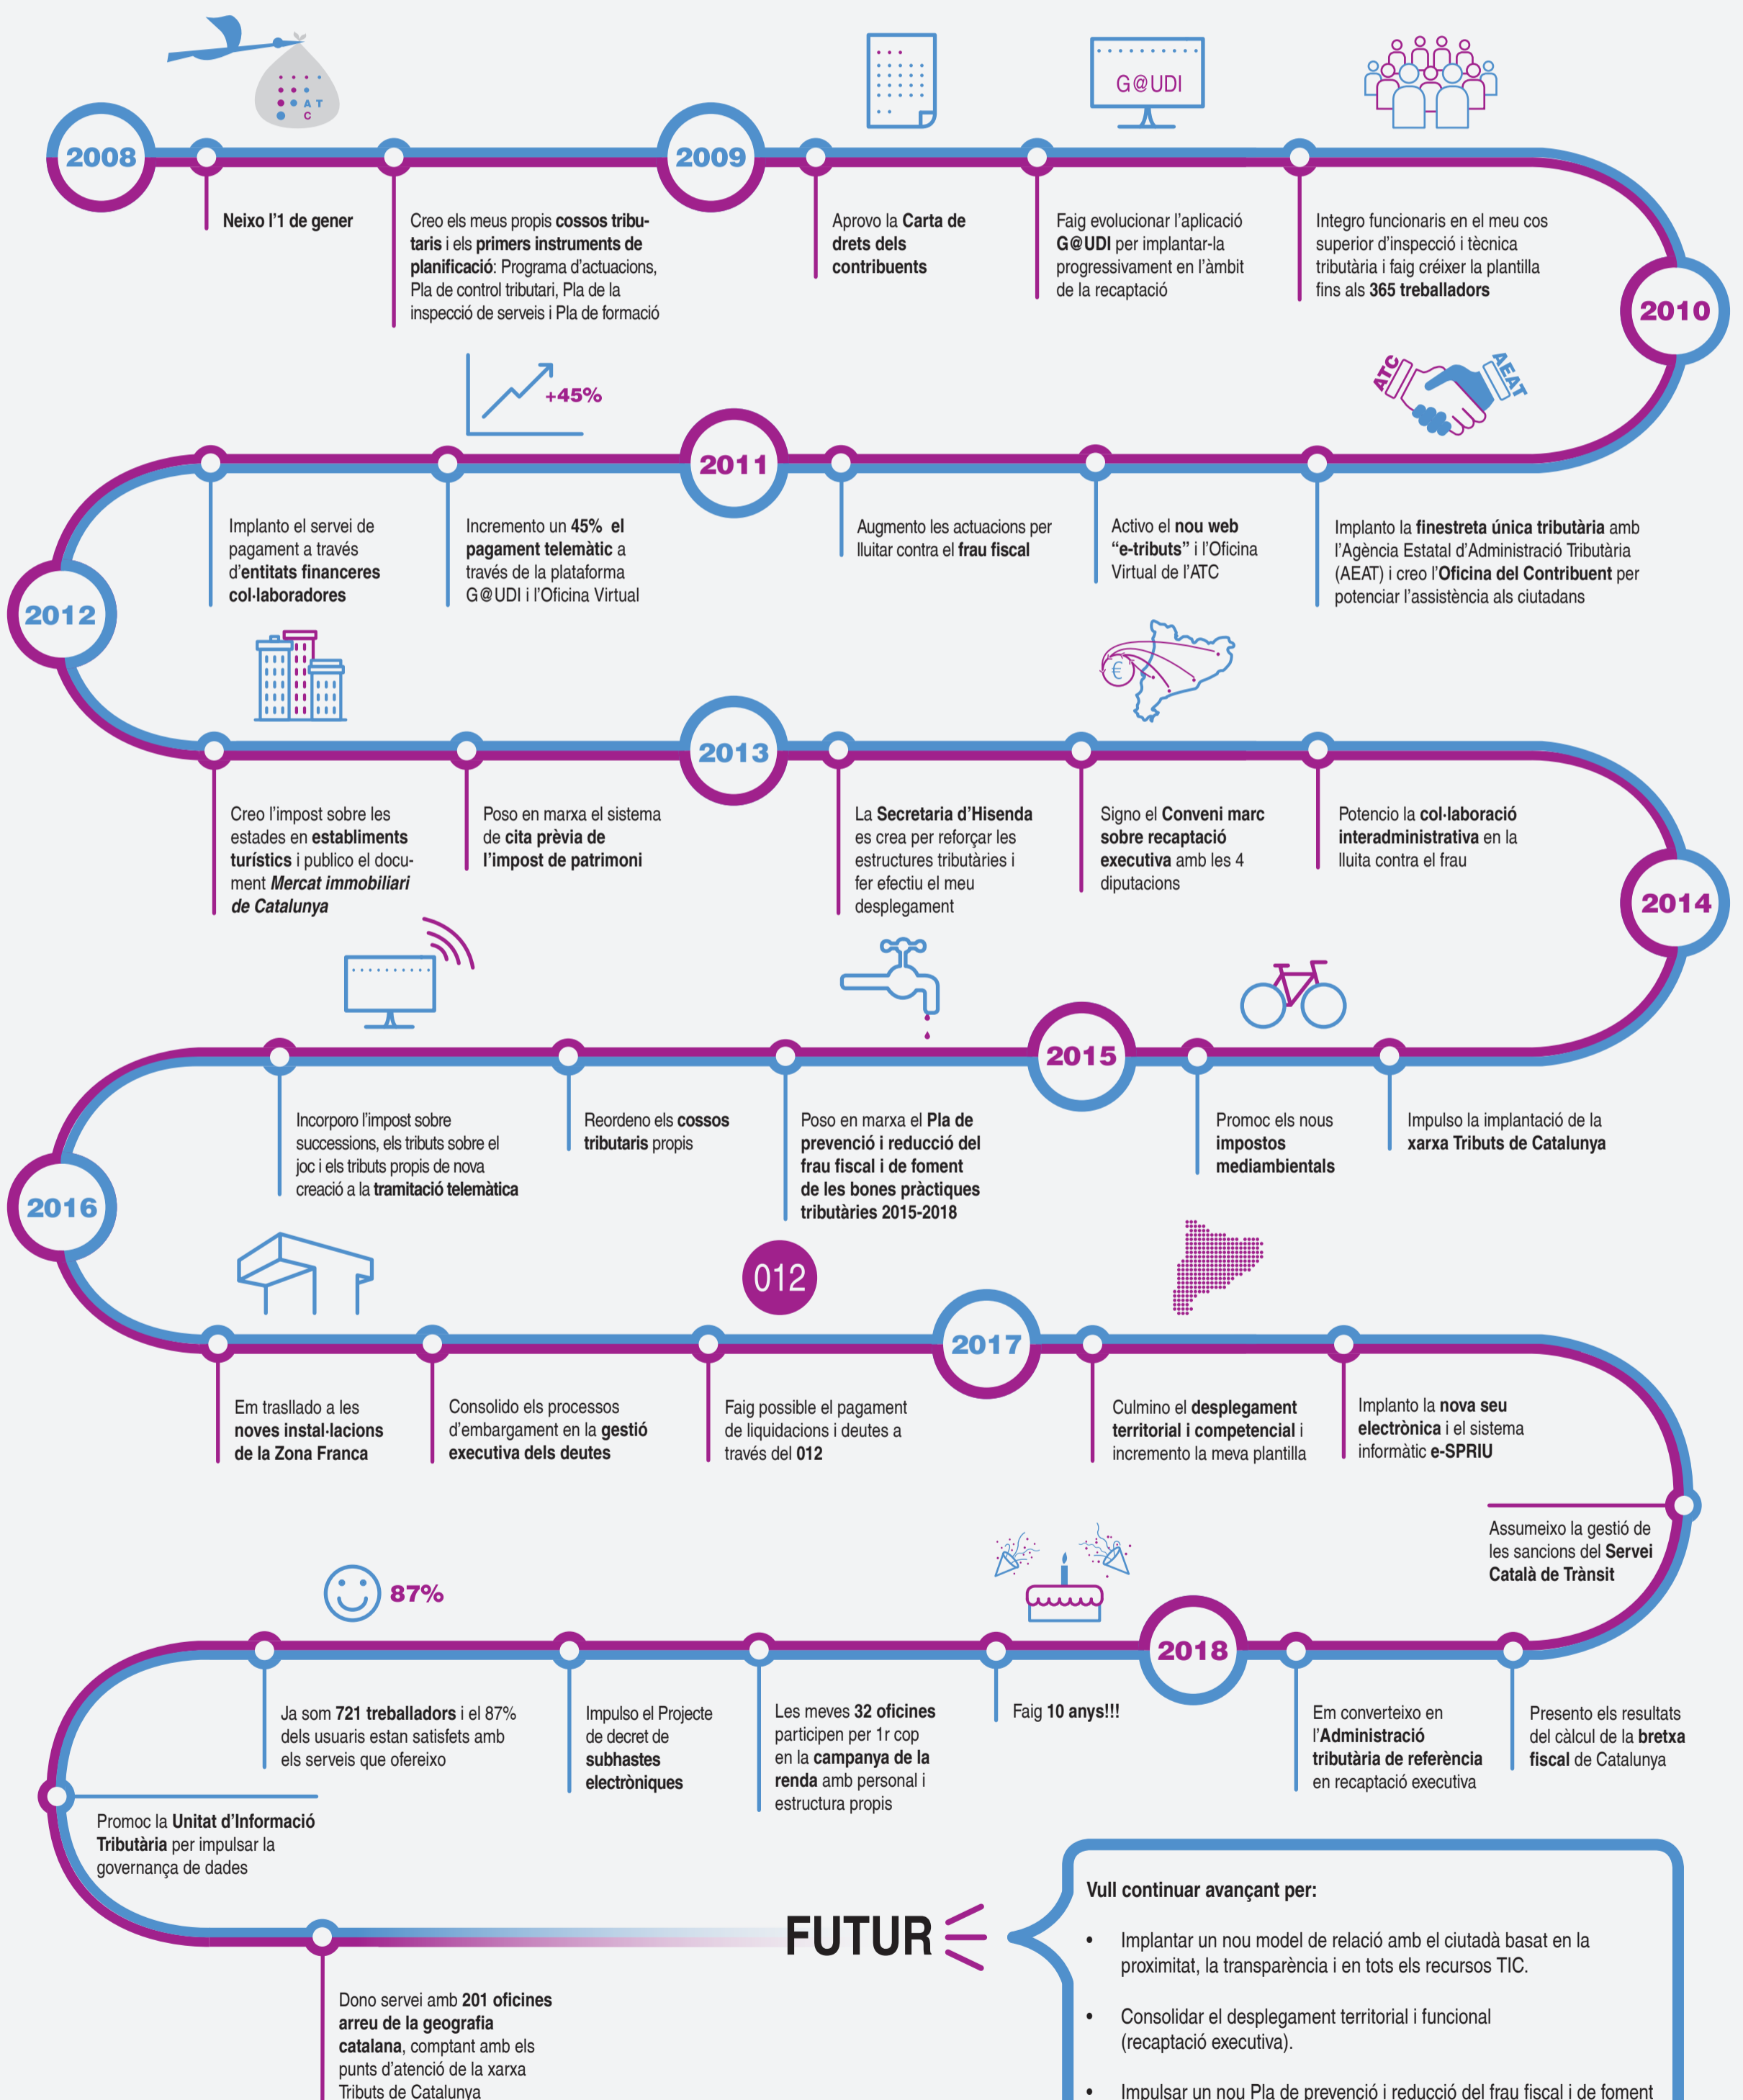 A T
C
2008
Neixo l’1 de gener
Creo els meus propis cossos tribu-
taris i els primers instruments de
planificació: Programa d’actuacions,
Pla de control tributari, Pla de la
inspecció de serveis i Pla de formació
2009
Aprovo la Carta de
drets dels
contribuents
G@UDI
Faig evolucionar l’aplicació
G@UDI per implantar-la
progressivament en l’àmbit
de la recaptació
Integro funcionaris en el meu cos
superior d’inspecció i tècnica
tributària i faig créixer la plantilla
fins als 365 treballadors
2010
ATC
AEAT
Implanto la finestreta única tributària amb
l’Agència Estatal d’Administració Tributària
(AEAT) i creo l’Oficina del Contribuent per
potenciar l’assistència als ciutadans
Activo el nou web
“e-tributs” i l’Oficina
Virtual de l’ATC
Augmento les actuacions per
lluitar contra el frau fiscal
2011
+45%
Incremento un 45% el
pagament telemàtic a
través de la plataforma
G@UDI i l’Oficina Virtual
Implanto el servei de
pagament a través
d’entitats financeres
col·laboradores
2012
Creo l’impost sobre les
estades en establiments
turístics i publico el docu-
ment Mercat immobiliari
de Catalunya
Poso en marxa el sistema
de cita prèvia de
l’impost de patrimoni
2013
La Secretaria d’Hisenda
es crea per reforçar les
estructures tributàries i
fer efectiu el meu
desplegament
€
Signo el Conveni marc
sobre recaptació
executiva amb les 4
diputacions
Potencio la col·laboració
interadministrativa en la
lluita contra el frau
2014
Impulso la implantació de la
xarxa Tributs de Catalunya
Promoc els nous
impostos
mediambientals
2015
Poso en marxa el Pla de
prevenció i reducció del
frau fiscal i de foment
de les bones pràctiques
tributàries 2015-2018
Reordeno els cossos
tributaris propis
Incorporo l’impost sobre
successions, els tributs sobre el
joc i els tributs propis de nova
creació a la tramitació telemàtica
2016
Em trasllado a les
noves instal·lacions
de la Zona Franca
Consolido els processos
d’embargament en la gestió
executiva dels deutes
012
Faig possible el pagament
de liquidacions i deutes a
través del 012
2017
Culmino el desplegament
territorial i competencial i
incremento la meva plantilla
Implanto la nova seu
electrònica i el sistema
informàtic e-SPRIU
Assumeixo la gestió de
les sancions del Servei
Català de Trànsit
Presento els resultats
del càlcul de la bretxa
fiscal de Catalunya
Em converteixo en
l’Administració
tributària de referència
en recaptació executiva
2018
Faig 10 anys!!!
Les meves 32 oficines
participen per 1r cop
en la campanya de la
renda amb personal i
estructura propis
Impulso el Projecte
de decret de
subhastes
electròniques
87%
Ja som 721 treballadors i el 87%
dels usuaris estan satisfets amb
els serveis que ofereixo
Promoc la Unitat d’Informació
Tributària per impulsar la
governança de dades
Dono servei amb 201 oficines
arreu de la geografia
catalana, comptant amb els
punts d’atenció de la xarxa
Tributs de Catalunya
FUTUR
Vull continuar avançant per:
• Implantar un nou model de relació amb el ciutadà basat en la
proximitat, la transparència i en tots els recursos TIC.
• Consolidar el desplegament territorial i funcional
(recaptació executiva).
• Impulsar un nou Pla de prevenció i reducció del frau fiscal i de foment